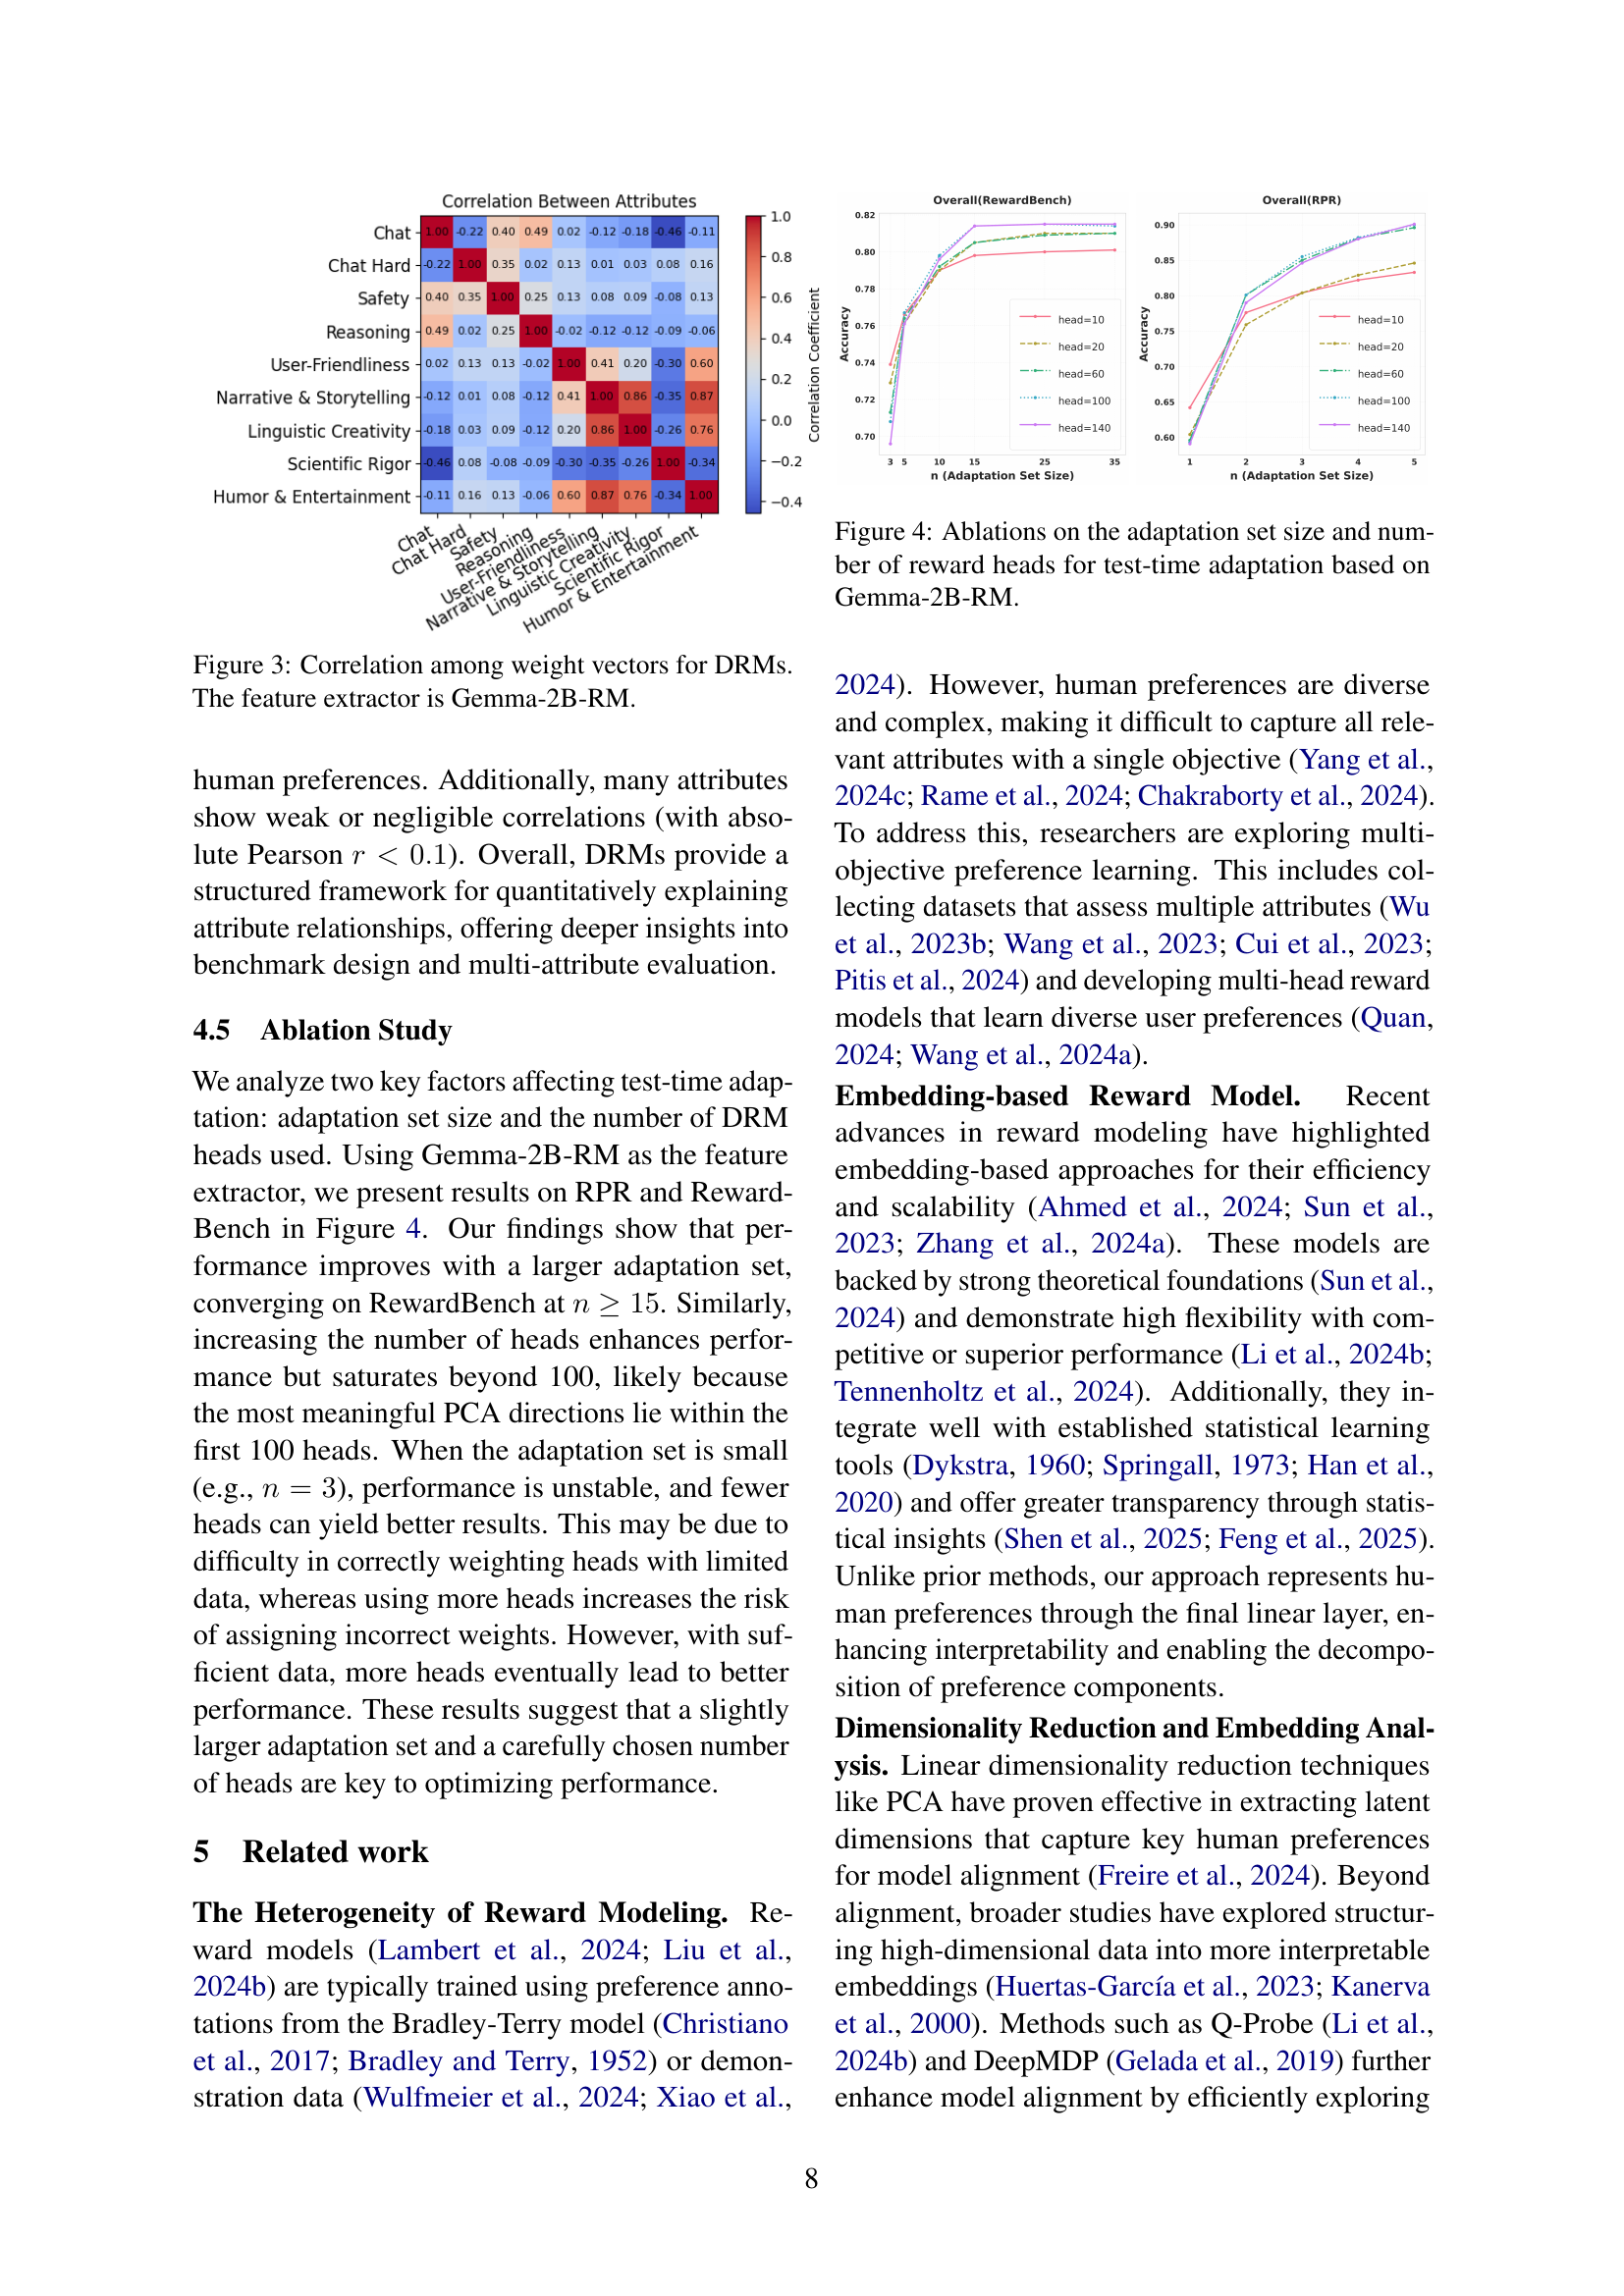 Correlation Between Attributes
Chat 1.00 -0.22 0.40 0.49 0.02 -0.12 -0.18 -0.46 -0.11
Chat Hard -0.22 1.00 0.35 0.02 0.13 0.01 0.03 0.08 0.16
Safety 0.40 0.35 1.00 0.25 0.13 0.08 0.09 -0.08 0.13
Reasoning 0.49 0.02 0.25 1.00 -0.02 -0.12 -0.12 -0.09 -0.06
User-Friendliness 0.02 0.13 0.13 -0.02 1.00 0.41 0.20 -0.30 0.60
Narrative & Storytelling -0.12 0.01 0.08 -0.12 0.41 1.00 0.86 -0.35 0.87
Linguistic Creativity -0.18 0.03 0.09 -0.12 0.20 0.86 1.00 -0.26 0.76
Scientific Rigor -0.46 0.08 -0.08 -0.09 -0.30 -0.35 -0.26 1.00 -0.34
Humor & Entertainment -0.11 0.16 0.13 -0.06 0.60 0.87 0.76 -0.34 1.00
Chat
Chat Hard
Safety
Reasoning
User-Friendliness
Narrative & Storytelling
Linguistic Creativity
Scientific Rigor
Humor & Entertainment
1.0
0.8
0.6
0.4
0.2
0.0
−0.2
−0.4
Correlation Coefficient
Figure 3: Correlation among weight vectors for DRMs.
The feature extractor is Gemma-2B-RM.
human preferences. Additionally, many attributes
show weak or negligible correlations (with abso-
lute Pearson r < 0.1). Overall, DRMs provide a
structured framework for quantitatively explaining
attribute relationships, offering deeper insights into
benchmark design and multi-attribute evaluation.
4.5 Ablation Study
We analyze two key factors affecting test-time adap-
tation: adaptation set size and the number of DRM
heads used. Using Gemma-2B-RM as the feature
extractor, we present results on RPR and Reward-
Bench in Figure 4. Our findings show that per-
formance improves with a larger adaptation set,
converging on RewardBench at n ≥ 15. Similarly,
increasing the number of heads enhances perfor-
mance but saturates beyond 100, likely because
the most meaningful PCA directions lie within the
first 100 heads. When the adaptation set is small
(e.g., n = 3), performance is unstable, and fewer
heads can yield better results. This may be due to
difficulty in correctly weighting heads with limited
data, whereas using more heads increases the risk
of assigning incorrect weights. However, with suf-
ficient data, more heads eventually lead to better
performance. These results suggest that a slightly
larger adaptation set and a carefully chosen number
of heads are key to optimizing performance.
5 Related work
The Heterogeneity of Reward Modeling. Re-
ward models (Lambert et al., 2024; Liu et al.,
2024b) are typically trained using preference anno-
tations from the Bradley-Terry model (Christiano
et al., 2017; Bradley and Terry, 1952) or demon-
stration data (Wulfmeier et al., 2024; Xiao et al.,
Overall(RewardBench)
Accuracy
0.82
0.80
0.78
0.76
0.74
0.72
0.70
head=10
head=20
head=60
head=100
head=140
3 5 10 15 25 35
n (Adaptation Set Size)
Overall(RPR)
Accuracy
0.90
0.85
0.80
0.75
0.70
0.65
0.60
head=10
head=20
head=60
head=100
head=140
1 2 3 4 5
n (Adaptation Set Size)
Figure 4: Ablations on the adaptation set size and num-
ber of reward heads for test-time adaptation based on
Gemma-2B-RM.
2024). However, human preferences are diverse
and complex, making it difficult to capture all rele-
vant attributes with a single objective (Yang et al.,
2024c; Rame et al., 2024; Chakraborty et al., 2024).
To address this, researchers are exploring multi-
objective preference learning. This includes col-
lecting datasets that assess multiple attributes (Wu
et al., 2023b; Wang et al., 2023; Cui et al., 2023;
Pitis et al., 2024) and developing multi-head reward
models that learn diverse user preferences (Quan,
2024; Wang et al., 2024a).
Embedding-based Reward Model. Recent
advances in reward modeling have highlighted
embedding-based approaches for their efficiency
and scalability (Ahmed et al., 2024; Sun et al.,
2023; Zhang et al., 2024a). These models are
backed by strong theoretical foundations (Sun et al.,
2024) and demonstrate high flexibility with com-
petitive or superior performance (Li et al., 2024b;
Tennenholtz et al., 2024). Additionally, they in-
tegrate well with established statistical learning
tools (Dykstra, 1960; Springall, 1973; Han et al.,
2020) and offer greater transparency through statis-
tical insights (Shen et al., 2025; Feng et al., 2025).
Unlike prior methods, our approach represents hu-
man preferences through the final linear layer, en-
hancing interpretability and enabling the decompo-
sition of preference components.
Dimensionality Reduction and Embedding Anal-
ysis. Linear dimensionality reduction techniques
like PCA have proven effective in extracting latent
dimensions that capture key human preferences
for model alignment (Freire et al., 2024). Beyond
alignment, broader studies have explored structur-
ing high-dimensional data into more interpretable
embeddings (Huertas-García et al., 2023; Kanerva
et al., 2000). Methods such as Q-Probe (Li et al.,
2024b) and DeepMDP (Gelada et al., 2019) further
enhance model alignment by efficiently exploring
8